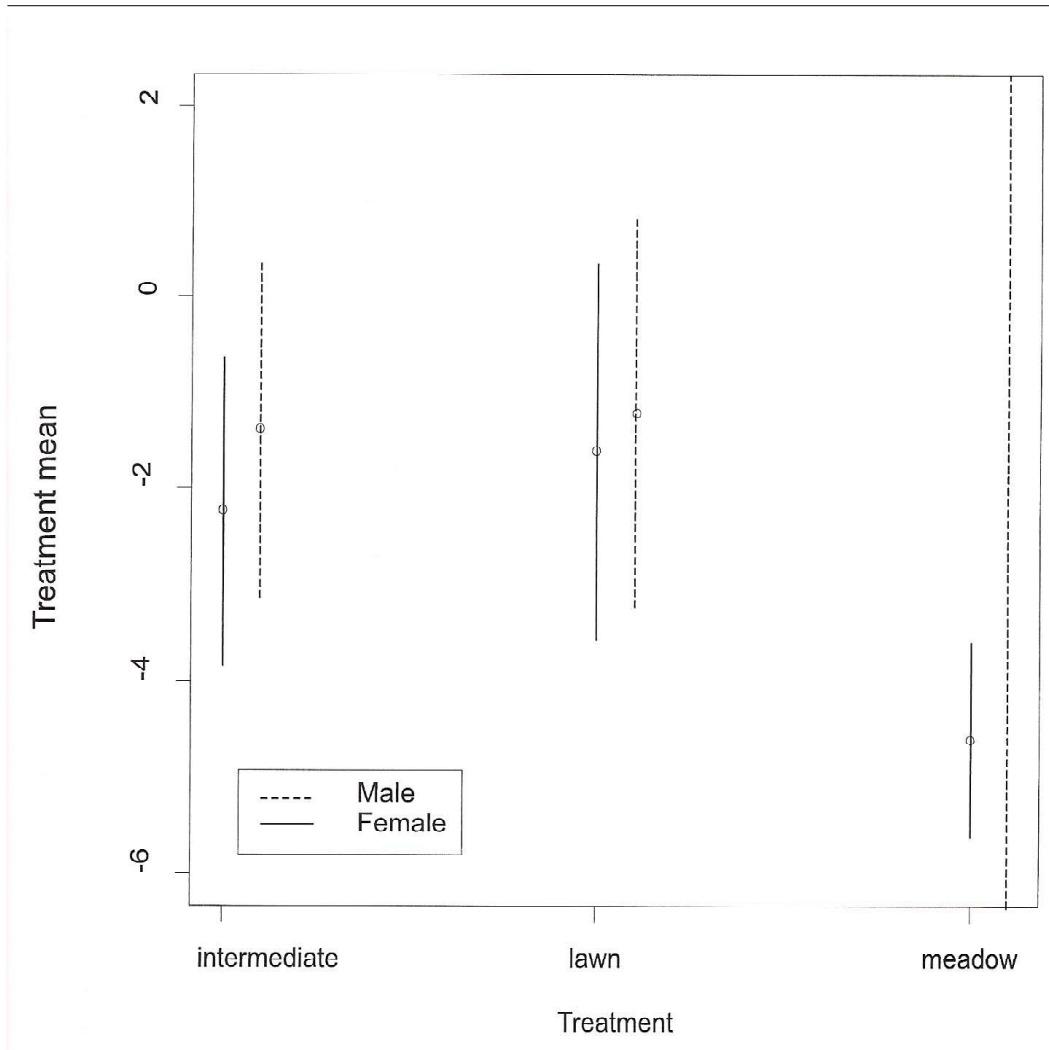 2
0
-2
-4
-6
Treatment mean
Male
Female
intermediate lawn meadow
Treatment